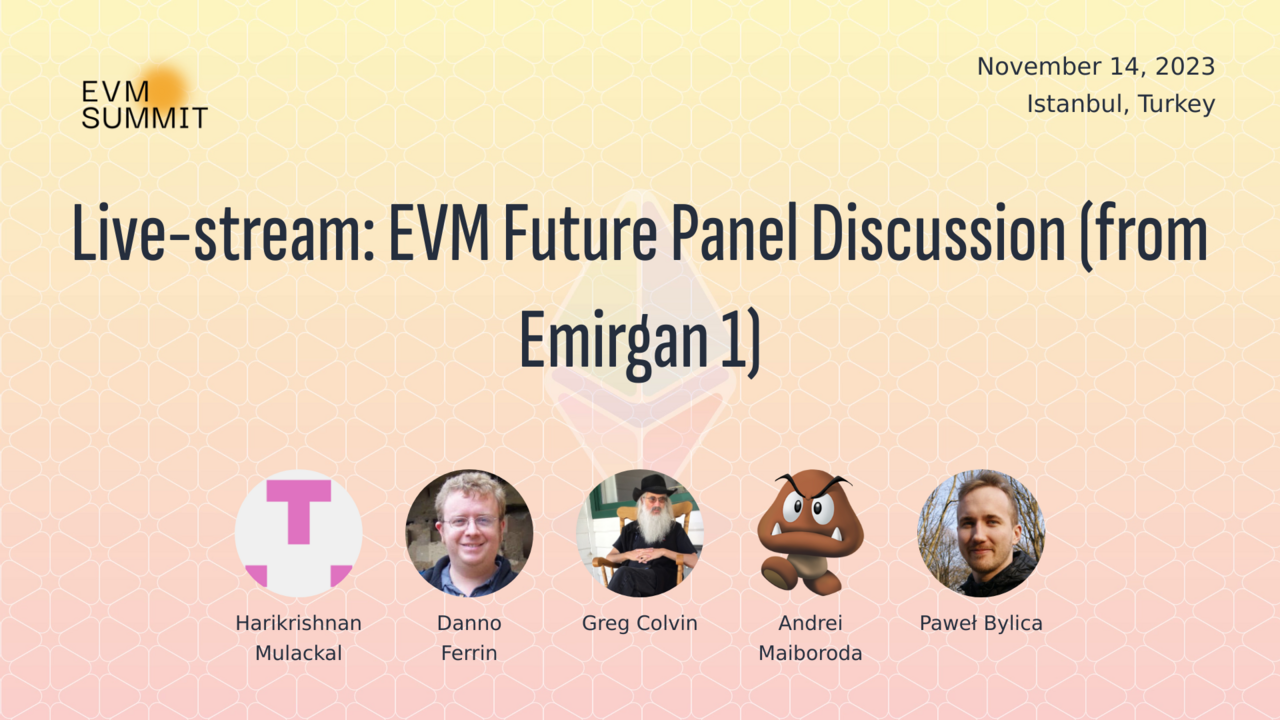 EVM
SUMMIT
November 14, 2023
Istanbul, Turkey
Live-stream: EVM Future Panel Discussion (from
Emirgan 1)
Harikrishnan
Mulackal
Danno
Ferrin
Greg Colvin
Andrei
Maiboroda
Paweł Bylica